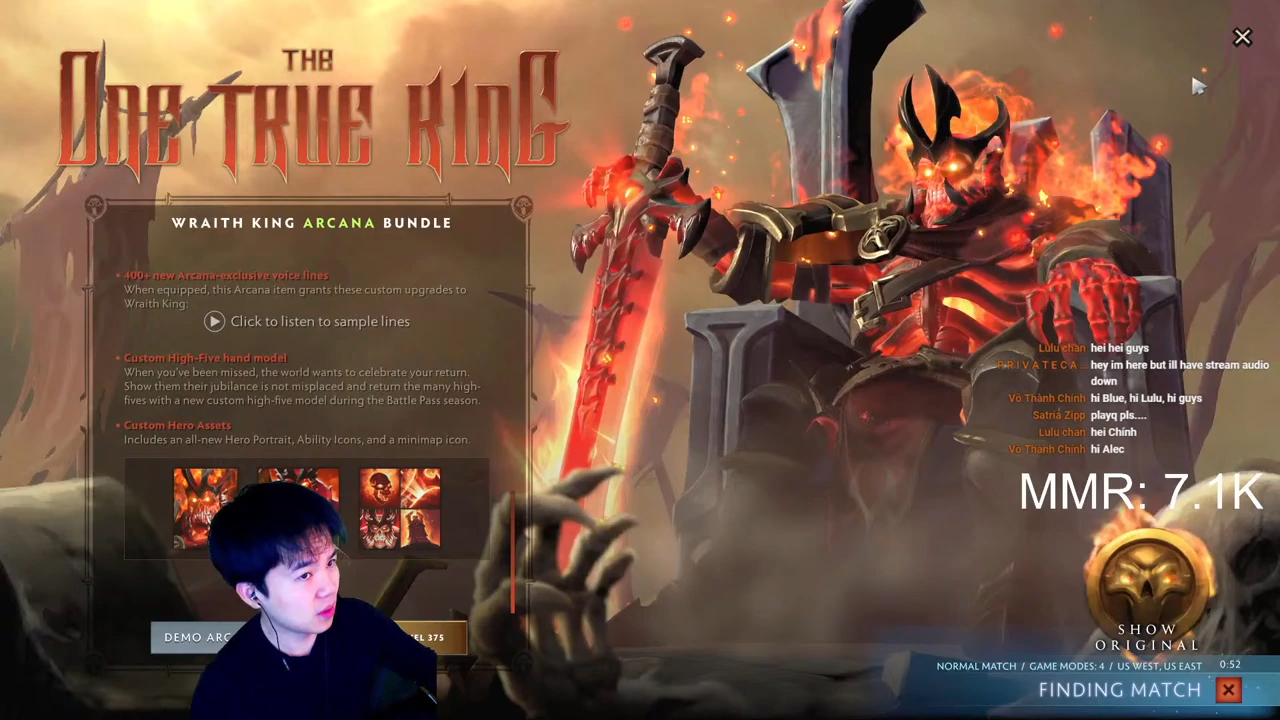 THE
ONE TRUE KING
WRAITH KING ARCANA BUNDLE
• 400+ new Arcana-exclusive voice lines
When equipped, this Arcana item grants these custom upgrades to
Wraith King:
Click to listen to sample lines
• Custom High-Five hand model
When you've been missed, the world wants to celebrate your return.
Show them their jubilance is not misplaced and return the many high-
fives with a new custom high-five model during the Battle Pass season.
• Custom Hero Assets
Includes an all-new Hero Portrait, Ability Icons, and a minimap icon.
DEMO ARC
EL 375
Lulu chan hei hei guys
P R I V A T E C A ... hey im here but ill have stream audio
down
Võ Thành Chinh hi Blue, hi Lulu, hi guys
Satria Zipp playq pls....
Lulu chan hei Chính
Võ Thành Chinh hi Alec
MMR: 7.1K
SHOW
ORIGINAL
NORMAL MATCH / GAME MODES: 4 / US WEST, US EAST 0:52
FINDING MATCH